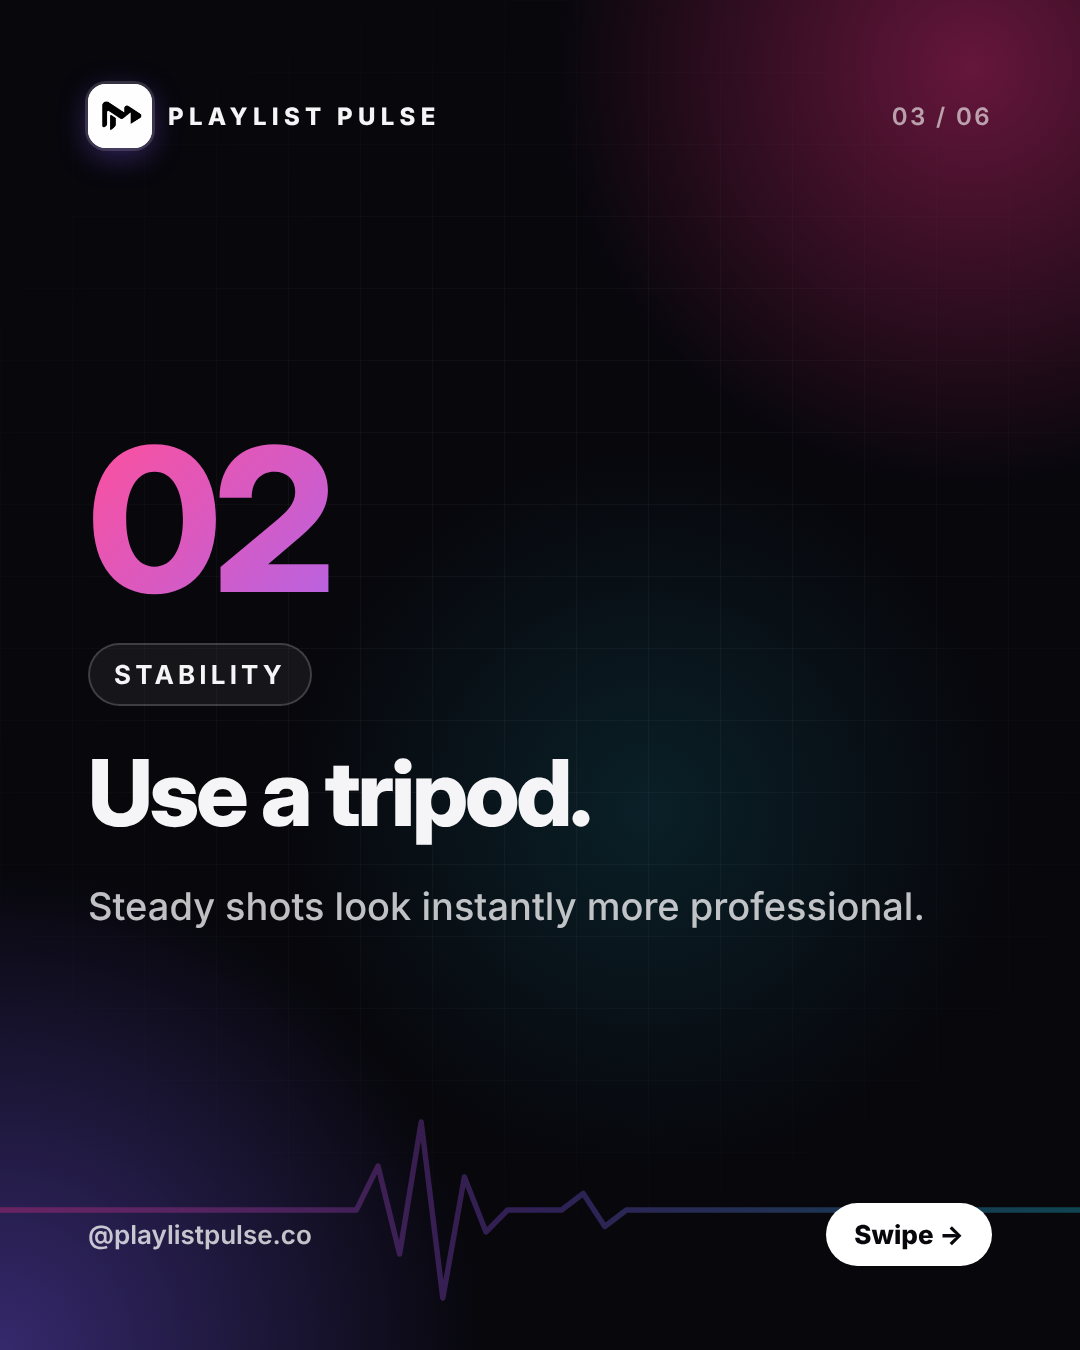 PLAYLIST PULSE
03 / 06
02
STABILITY
Use a tripod.
Steady shots look instantly more professional.
@playlistpulse.co
Swipe →